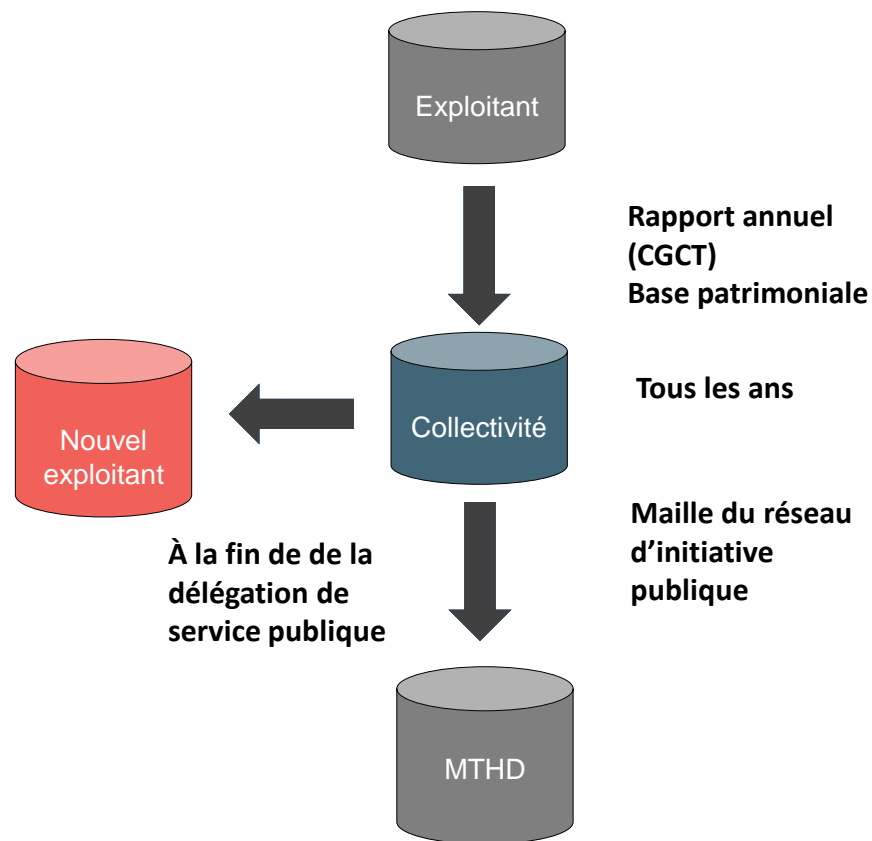 Exploitant
Rapport annuel
(CGCT)
Base patrimoniale
Tous les ans
Collectivité
Nouvel
exploitant
À la fin de de la
délégation de
service publique
Maille du réseau
d’initiative
publique
MTHD